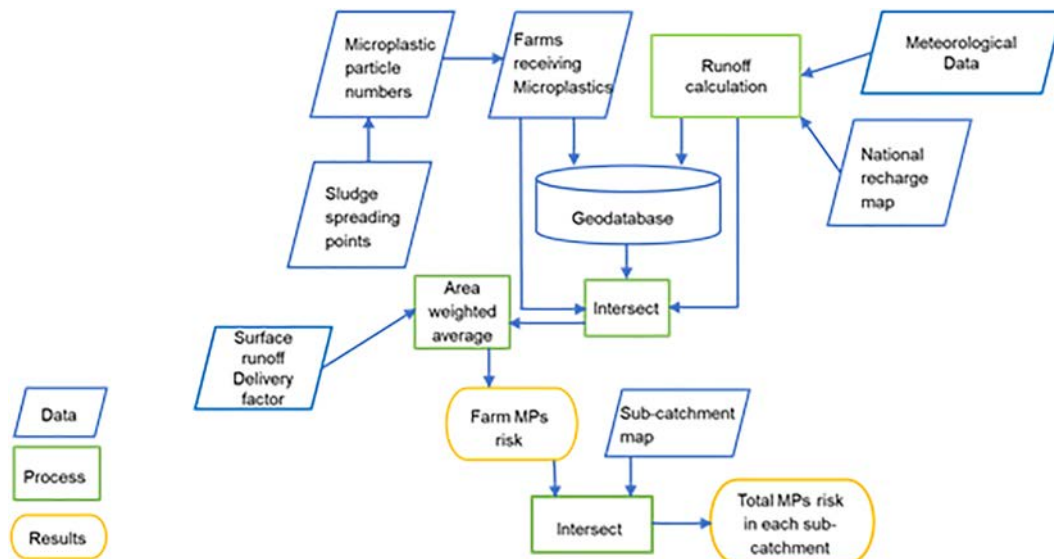 Microplastic
particle
numbers
Farms
receiving
Microplastics
Runoff
calculation
Meteorological
Data
Sludge
spreading
points
Geodatabase
National
recharge
map
Area
weighted
average
Intersect
Surface
runoff
Delivery
factor
Data
Farm MPs
risk
Sub-catchment
map
Process
Results
Intersect
Total MPs risk
in each sub-
catchment